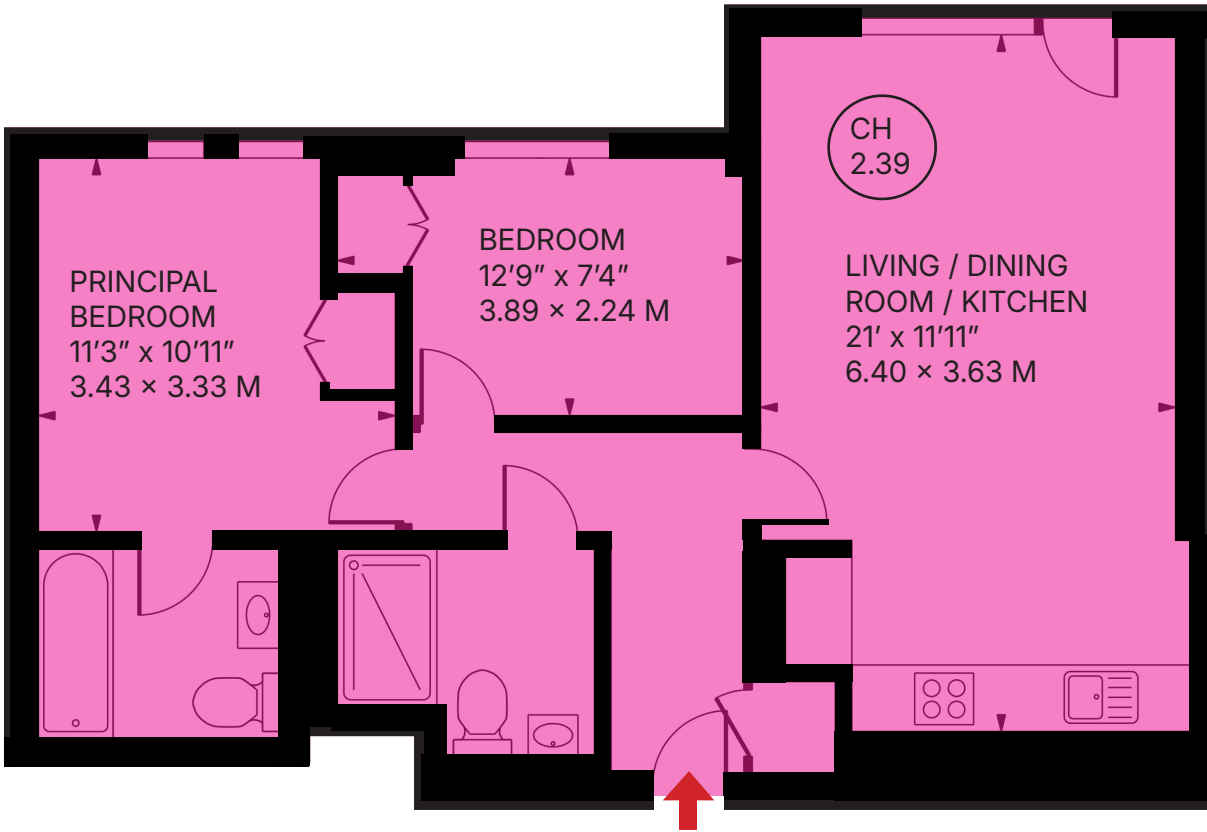 PRINCIPAL
BEDROOM
11’3” x 10’11”
3.43 × 3.33 M
BEDROOM
12’9” x 7’4”
3.89 × 2.24 M
CH
2.39
LIVING / DINING
ROOM / KITCHEN
21’ x 11’11”
6.40 × 3.63 M